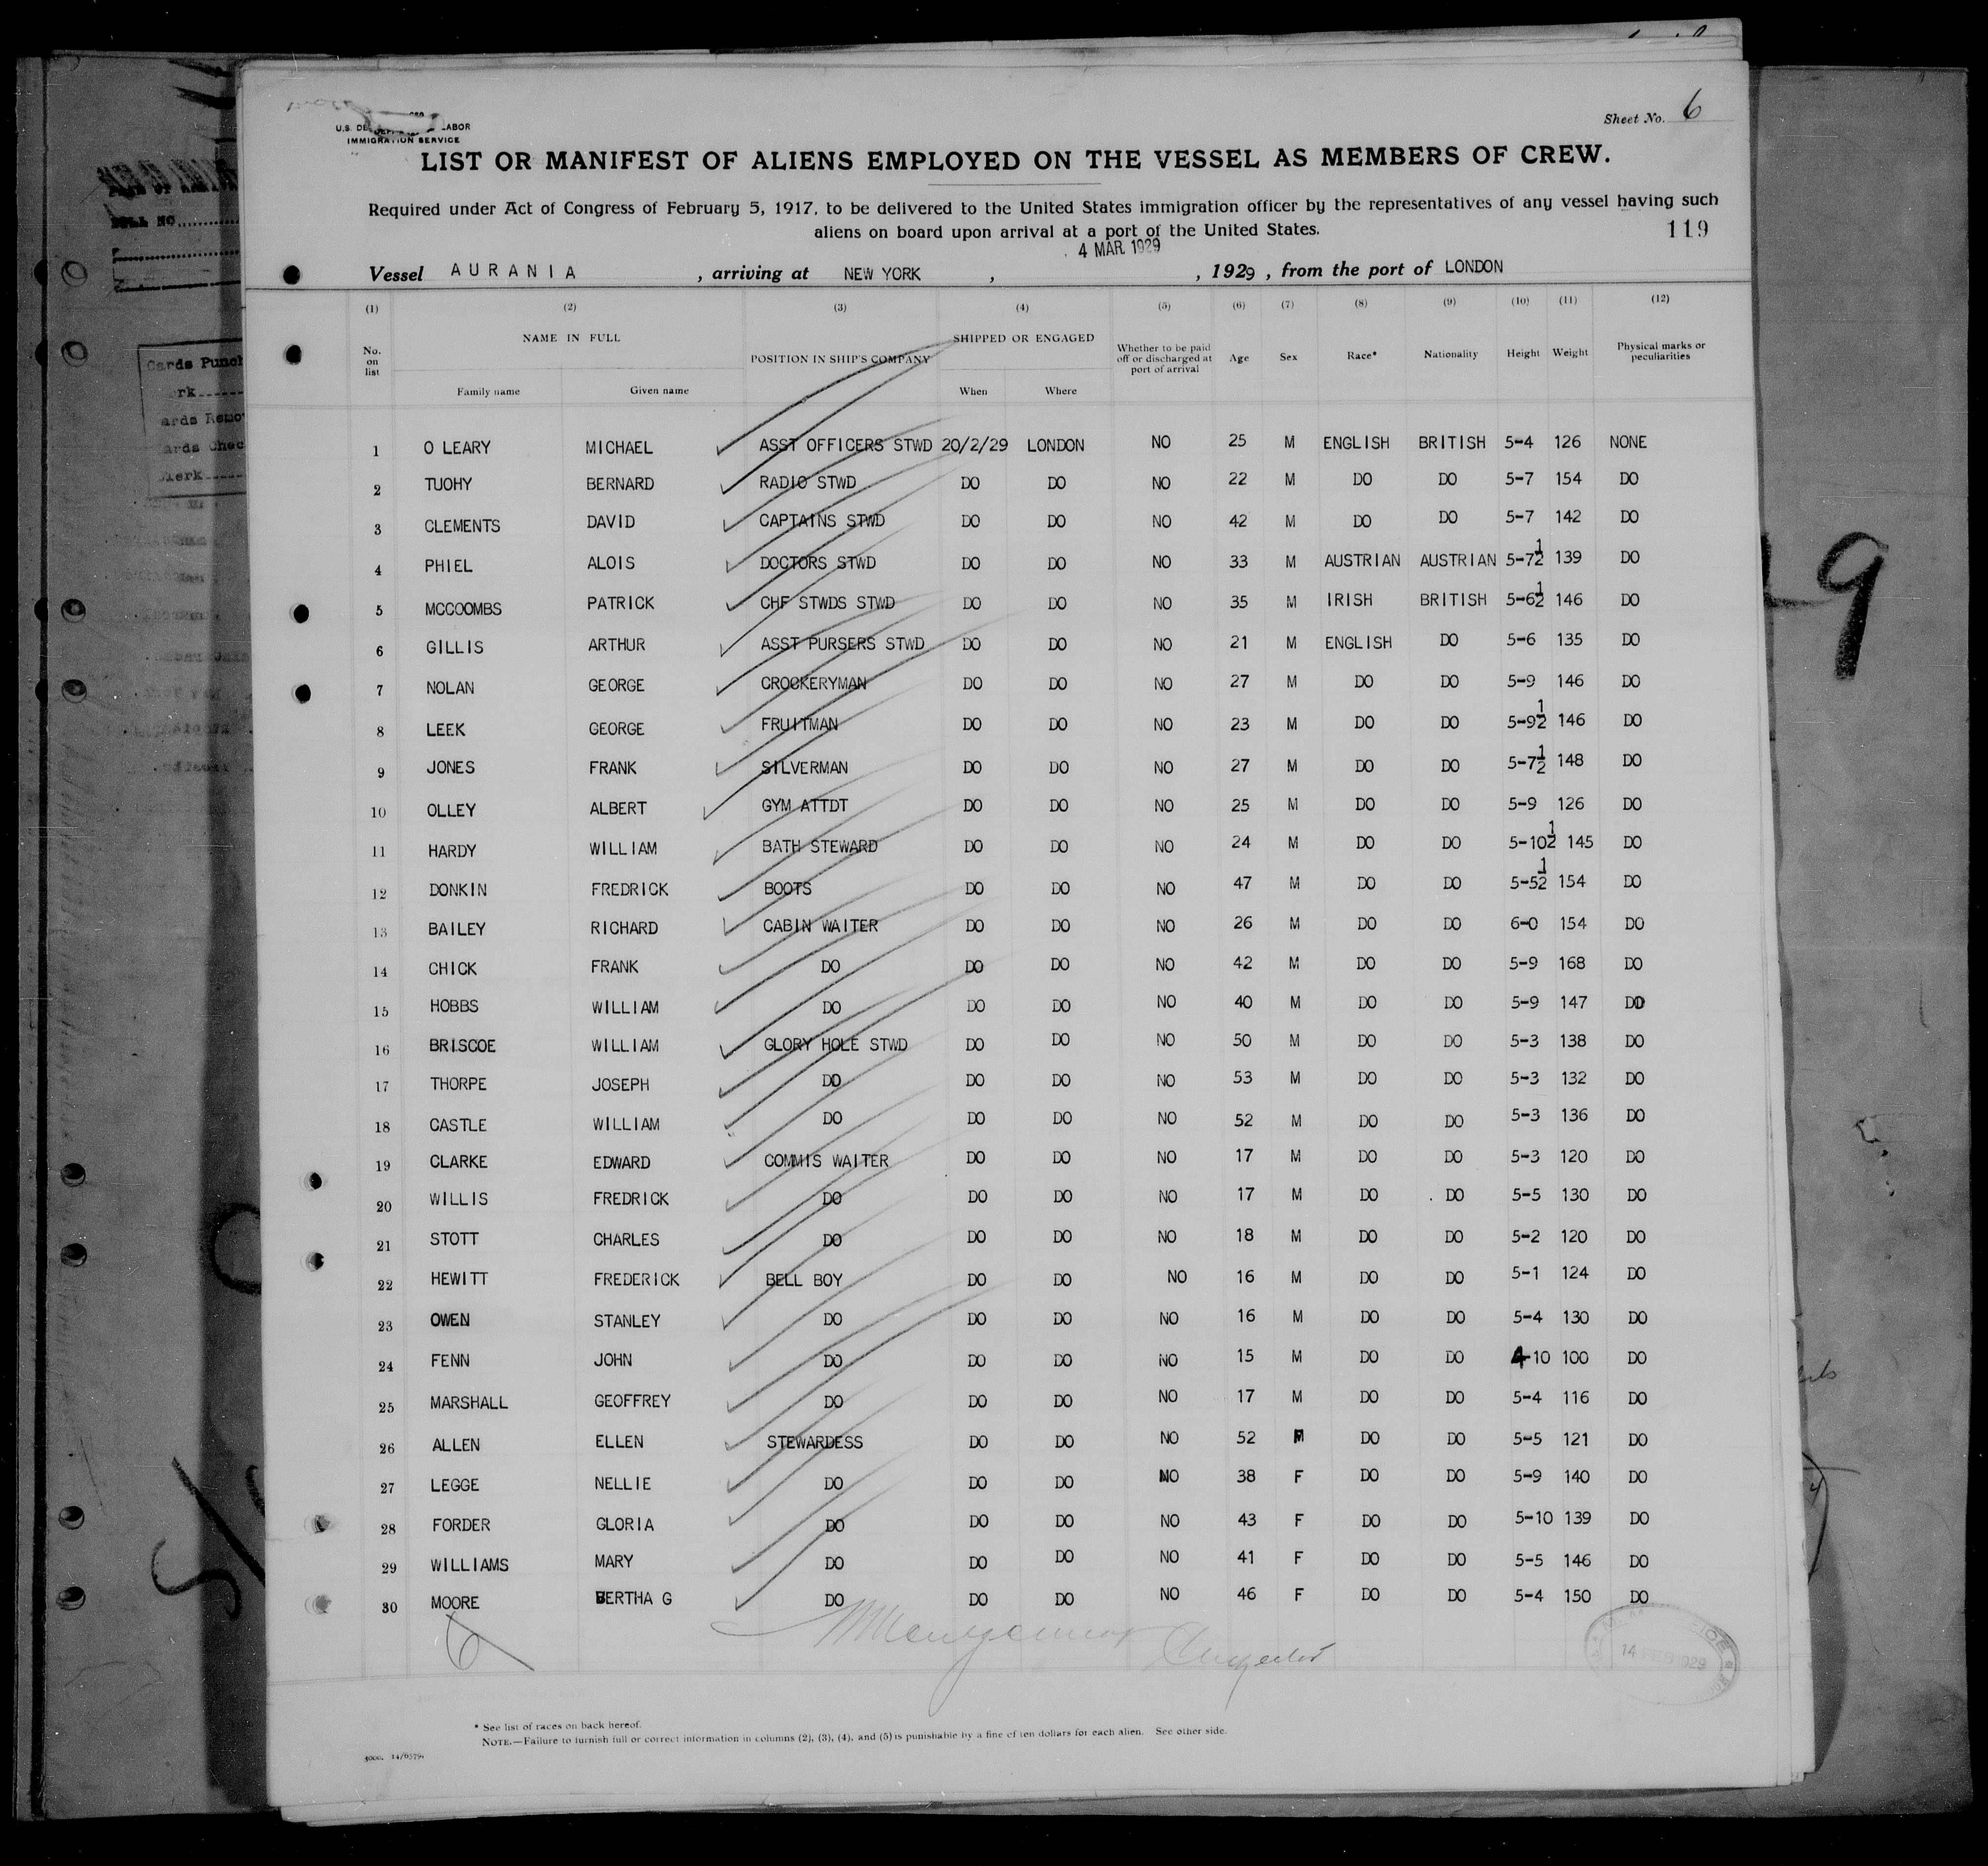 Sheet No. 6
U.S. LABOR
IMMIGRATION SERVICE
LIST OR MANIFEST OF ALIENS EMPLOYED ON THE VESSEL AS MEMBERS OF CREW.
Required under Act of Congress of February 5, 1917, to be delivered to the United States immigration officer by the representatives of any vessel having such
aliens on board upon arrival at a port of the United States.
119
4 MAR. 1929
Vessel AURANIA , arriving at NEW YORK , , 1929 , from the port of LONDON
(1) (2) (3) (4) (5) (6) (7) (8) (9) (10) (11) (12)
No. on list NAME IN FULL Family name Given name POSITION IN SHIP'S COMPANY SHIPPED OR ENGAGED When Where Whether to be paid off or discharged at port of arrival Age Sex Race* Nationality Height Weight Physical marks or peculiarities
1 O LEARY MICHAEL ASST OFFICERS STWD 20/2/29 LONDON NO 25 M ENGLISH BRITISH 5-4 126 NONE
2 TUOHY BERNARD RADIO STWD DO DO NO 22 M DO DO 5-7 154 DO
3 CLEMENTS DAVID CAPTAINS STWD DO DO NO 42 M DO DO 5-7 142 DO
4 PHIEL ALOIS DOCTORS STWD DO DO NO 33 M AUSTRIAN AUSTRIAN 5-7½ 139 DO
5 MCCOOMBS PATRICK CHF STWDS STWD DO DO NO 35 M IRISH BRITISH 5-6½ 146 DO
6 GILLIS ARTHUR ASST PURSERS STWD DO DO NO 21 M ENGLISH DO 5-6 135 DO
7 NOLAN GEORGE CROCKERYMAN DO DO NO 27 M DO DO 5-9 146 DO
8 LEEK GEORGE FRUITMAN DO DO NO 23 M DO DO 5-9½ 146 DO
9 JONES FRANK SILVERMAN DO DO NO 27 M DO DO 5-7½ 148 DO
10 OLLEY ALBERT GYM ATTDT DO DO NO 25 M DO DO 5-9 126 DO
11 HARDY WILLIAM BATH STEWARD DO DO NO 24 M DO DO 5-10½ 145 DO
12 DONKIN FREDRICK BOOTS DO DO NO 47 M DO DO 5-5½ 154 DO
13 BAILEY RICHARD CABIN WAITER DO DO NO 26 M DO DO 6-0 154 DO
14 CHICK FRANK DO DO DO NO 42 M DO DO 5-9 168 DO
15 HOBBS WILLIAM DO DO DO NO 40 M DO DO 5-9 147 DO
16 BRISCOE WILLIAM GLORY HOLE STWD DO DO NO 50 M DO DO 5-3 138 DO
17 THORPE JOSEPH DO DO DO NO 53 M DO DO 5-3 132 DO
18 CASTLE WILLIAM DO DO DO NO 52 M DO DO 5-3 136 DO
19 CLARKE EDWARD COMMIS WAITER DO DO NO 17 M DO DO 5-3 120 DO
20 WILLIS FREDRICK DO DO DO NO 17 M DO DO 5-5 130 DO
21 STOTT CHARLES DO DO DO NO 18 M DO DO 5-2 120 DO
22 HEWITT FREDERICK BELL BOY DO DO NO 16 M DO DO 5-1 124 DO
23 OWEN STANLEY DO DO DO NO 16 M DO DO 5-4 130 DO
24 FENN JOHN DO DO DO NO 15 M DO DO 4-10 100 DO
25 MARSHALL GEOFFREY DO DO DO NO 17 M DO DO 5-4 116 DO
26 ALLEN ELLEN STEWARDESS DO DO NO 52 F DO DO 5-5 121 DO
27 LEGGE NELLIE DO DO DO NO 38 F DO DO 5-9 140 DO
28 FORDER GLORIA DO DO DO NO 43 F DO DO 5-10 139 DO
29 WILLIAMS MARY DO DO DO NO 41 F DO DO 5-5 146 DO
30 MOORE BERTHA G DO DO DO NO 46 F DO DO 5-4 150 DO
6
14 FEB 1929
* See list of races on back hereof.
NOTE.—Failure to furnish full or correct information in columns (2), (3), (4), and (5) is punishable by a fine of ten dollars for each alien. See other side.